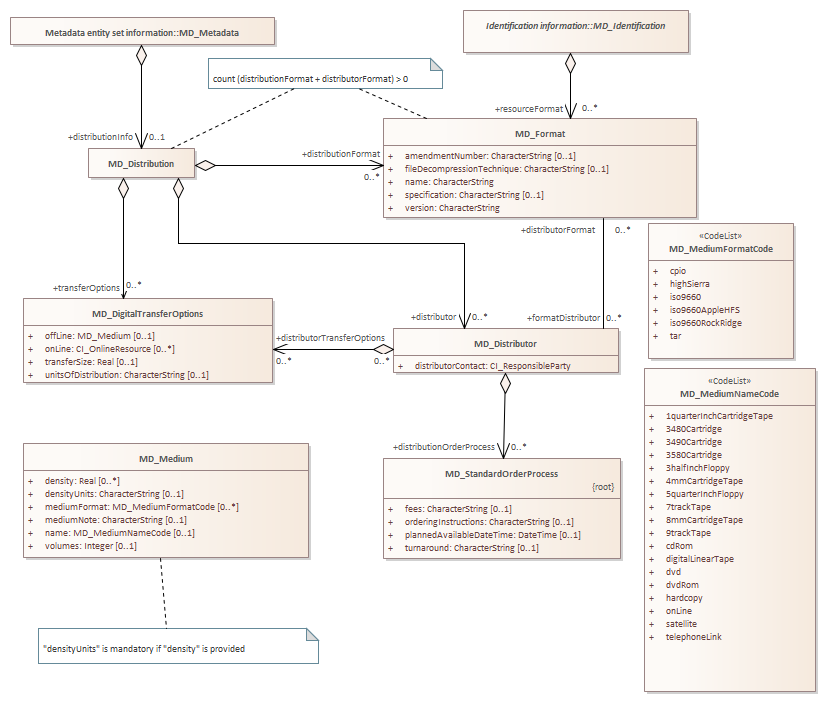 Metadata entity set information::MD_Metadata
Identification information::MD_Identification
count (distributionFormat + distributorFormat) > 0
+resourceFormat
0..*
+distributionInfo
0..1
MD_Distribution
+distributionFormat
0..*
MD_Format
+ amendmentNumber: CharacterString [0..1]
+ fileDecompressionTechnique: CharacterString [0..1]
+ name: CharacterString
+ specification: CharacterString [0..1]
+ version: CharacterString
+distributorFormat
0..*
«CodeList»
MD_MediumFormatCode
+ cpio
+ highSierra
+ iso9660
+ iso9660AppleHFS
+ iso9660RockRidge
+ tar
+transferOptions
0..*
MD_DigitalTransferOptions
+ offLine: MD_Medium [0..1]
+ onLine: CI_OnlineResource [0..*]
+ transferSize: Real [0..1]
+ unitsOfDistribution: CharacterString [0..1]
+distributor
0..*
+formatDistributor
0..*
+distributorTransferOptions
0..*
0..*
MD_Distributor
+ distributorContact: CI_ResponsibleParty
«CodeList»
MD_MediumNameCode
+ 1quarterInchCartridgeTape
+ 3480Cartridge
+ 3490Cartridge
+ 3580Cartridge
+ 3halfInchFloppy
+ 4mmCartridgeTape
+ 5quarterInchFloppy
+ 7trackTape
+ 8mmCartridgeTape
+ 9trackTape
+ cdRom
+ digitalLinearTape
+ dvd
+ dvdRom
+ hardcopy
+ onLine
+ satellite
+ telephoneLink
+distributionOrderProcess
0..*
MD_Medium
+ density: Real [0..*]
+ densityUnits: CharacterString [0..1]
+ mediumFormat: MD_MediumFormatCode [0..*]
+ mediumNote: CharacterString [0..1]
+ name: MD_MediumNameCode [0..1]
+ volumes: Integer [0..1]
MD_StandardOrderProcess
{root}
+ fees: CharacterString [0..1]
+ orderingInstructions: CharacterString [0..1]
+ plannedAvailableDateTime: DateTime [0..1]
+ turnaround: CharacterString [0..1]
"densityUnits" is mandatory if "density" is provided